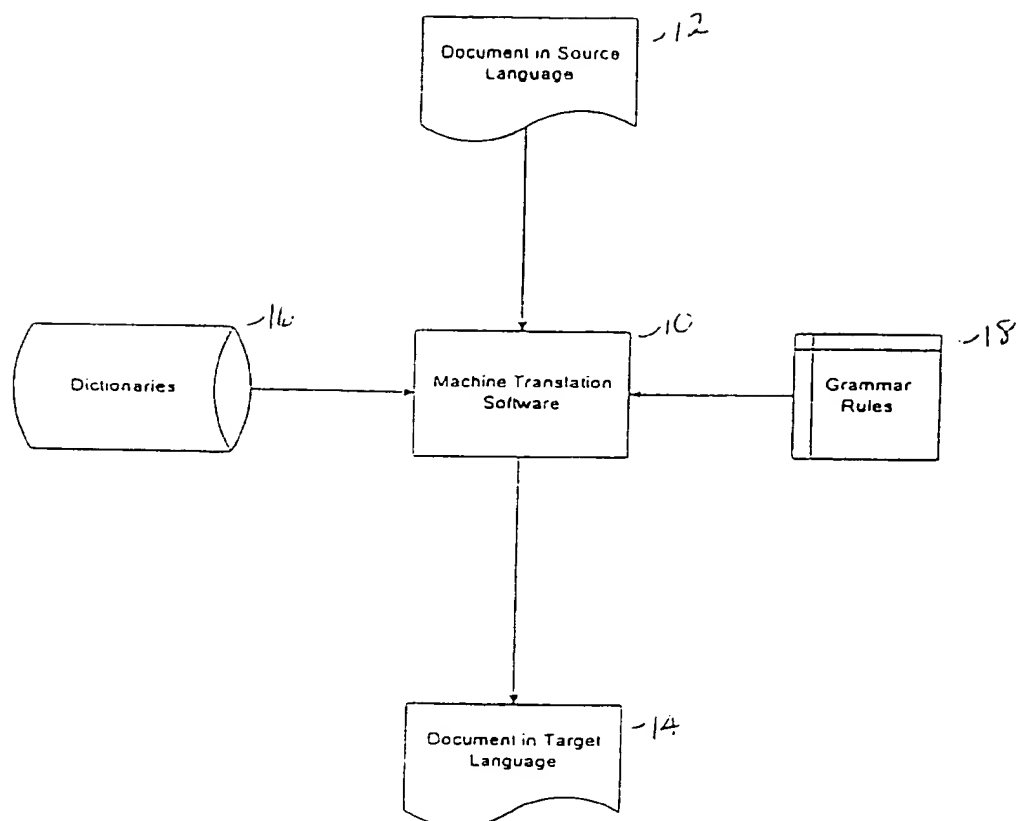 Document in Source
Language
12
Dictionaries
16
Machine Translation
Software
10
Grammar
Rules
18
Document in Target
Language
14